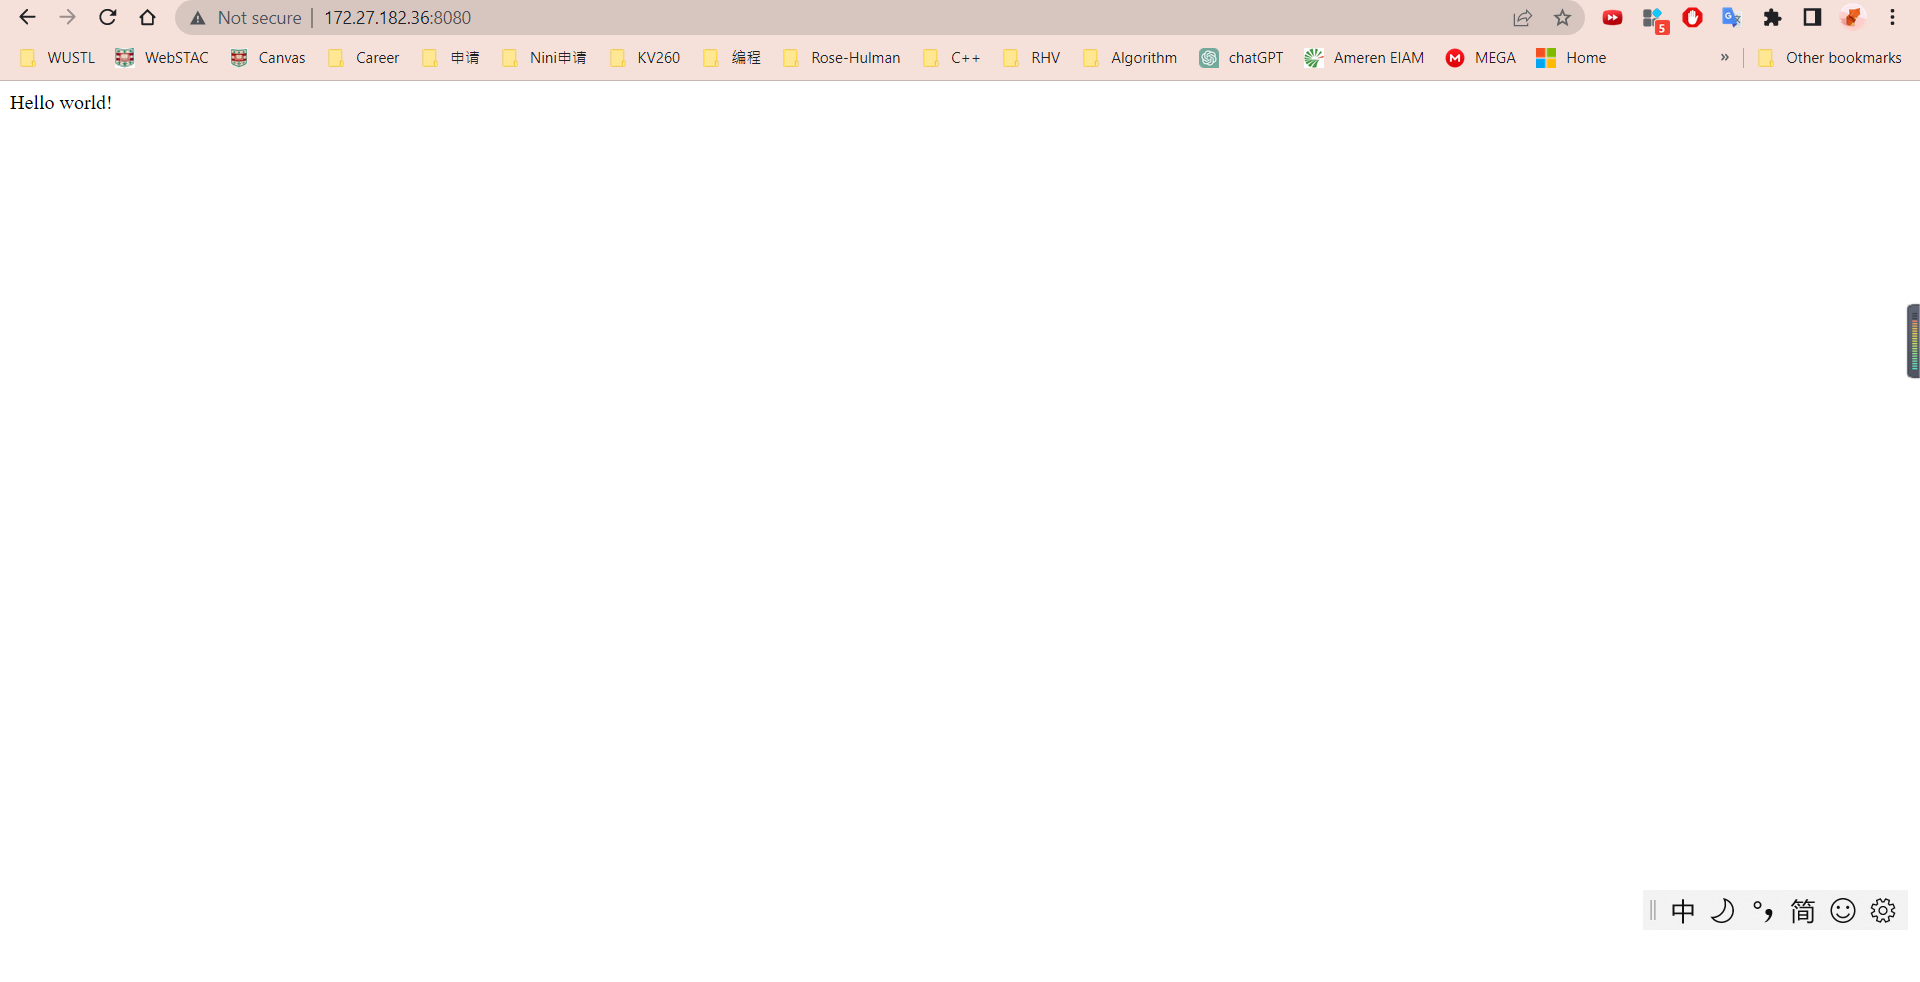 Not secure | 172.27.182.36:8080
5
WUSTL WebSTAC Canvas Career 申请 Nini申请 KV260 编程 Rose-Hulman C++ RHV Algorithm chatGPT Ameren EIAM MEGA Home » Other bookmarks
Hello world!
中 °, 简